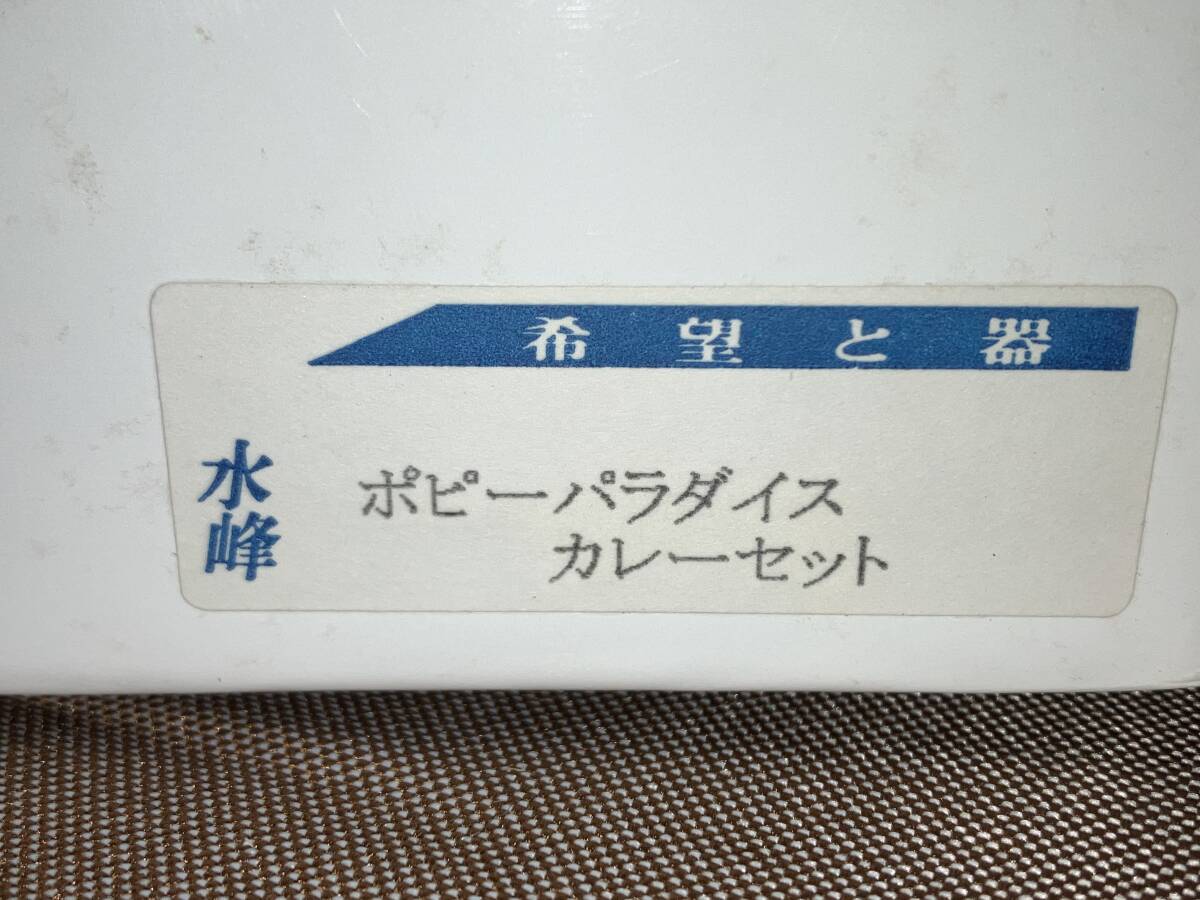 希望と器
水峰
ポピーパラダイス
カレーセット